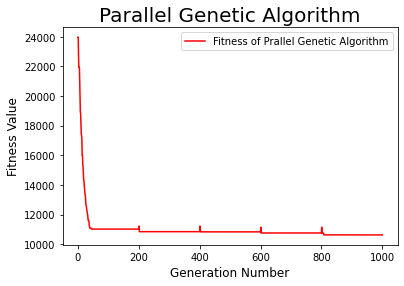 Parallel Genetic Algorithm
Fitness of Prallel Genetic Algorithm
Fitness Value
24000
22000
20000
18000
16000
14000
12000
10000
0 200 400 600 800 1000
Generation Number